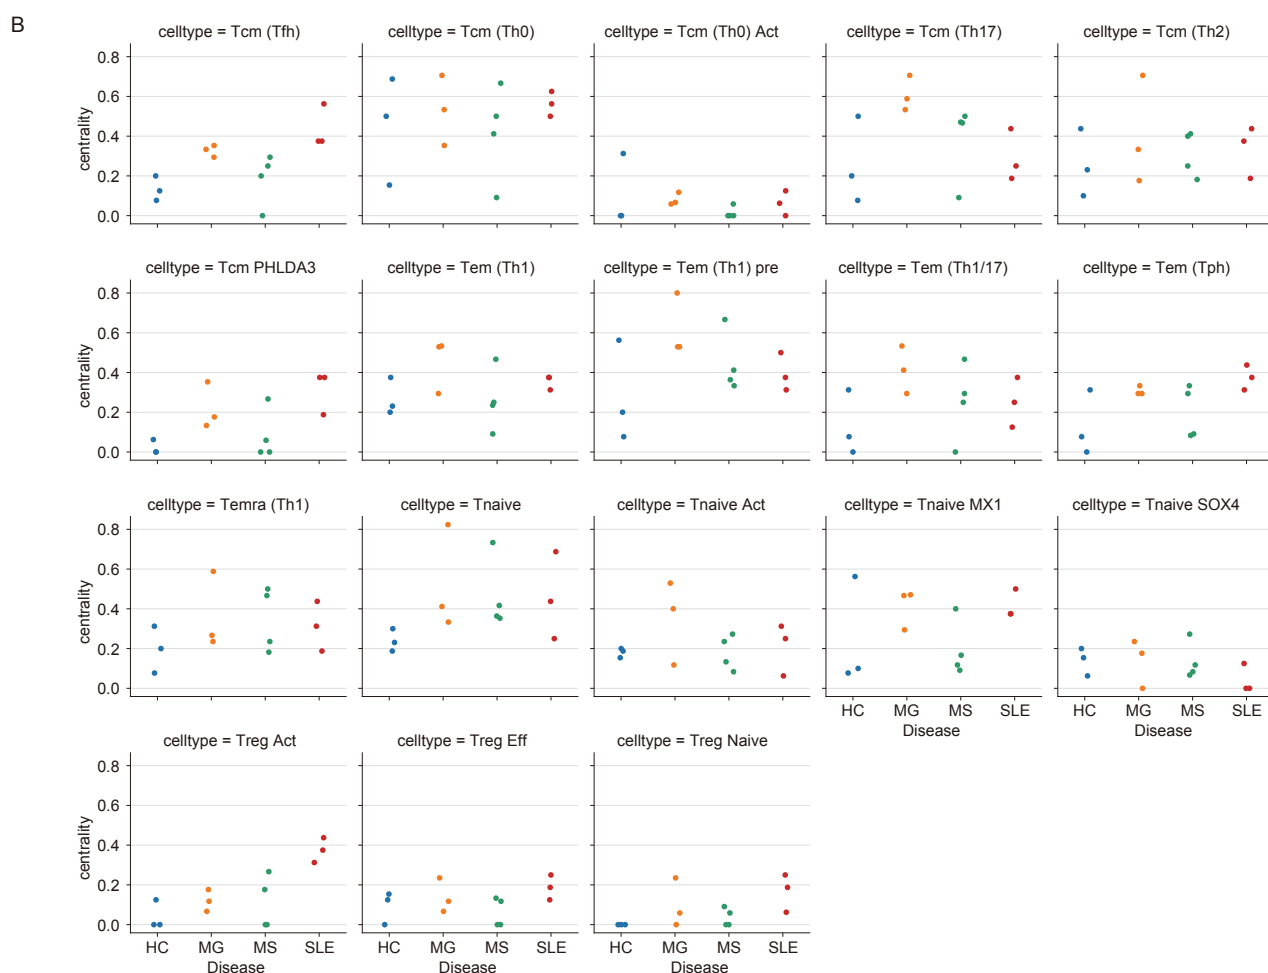 B
celltype = Tcm (Tfh)
celltype = Tcm (Th0)
celltype = Tcm (Th0) Act
celltype = Tcm (Th17)
celltype = Tcm (Th2)
0.8
0.6
0.4
0.2
0.0
centrality
celltype = Tcm PHLDA3
celltype = Tem (Th1)
celltype = Tem (Th1) pre
celltype = Tem (Th1/17)
celltype = Tem (Tph)
0.8
0.6
0.4
0.2
0.0
centrality
celltype = Temra (Th1)
celltype = Tnaive
celltype = Tnaive Act
celltype = Tnaive MX1
celltype = Tnaive SOX4
0.8
0.6
0.4
0.2
0.0
centrality
HC MG MS SLE
Disease
HC MG MS SLE
Disease
celltype = Treg Act
celltype = Treg Eff
celltype = Treg Naive
0.8
0.6
0.4
0.2
0.0
centrality
HC MG MS SLE
Disease
HC MG MS SLE
Disease
HC MG MS SLE
Disease